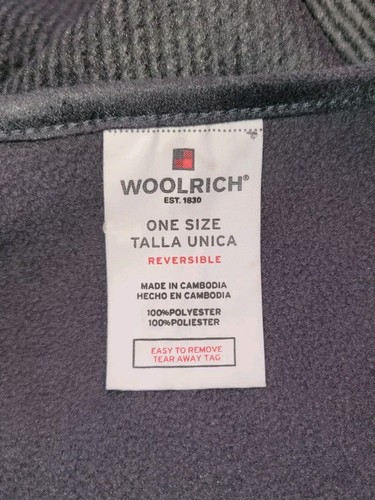 WOOLRICH®
EST. 1830
ONE SIZE
TALLA UNICA
REVERSIBLE
MADE IN CAMBODIA
HECHO EN CAMBODIA
100%POLYESTER
100%POLIESTER
EASY TO REMOVE
TEAR AWAY TAG